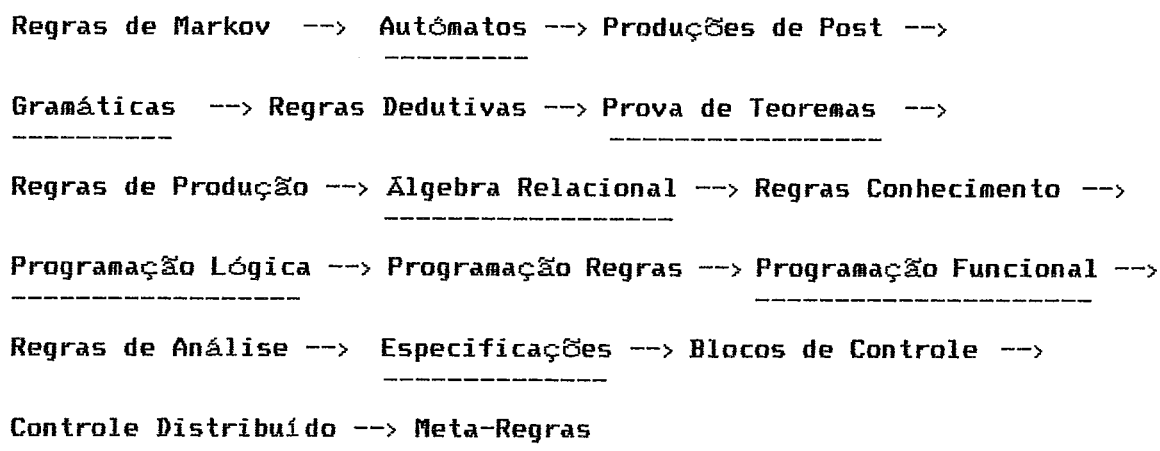 Regras de Markov --> Autômatos --> Produções de Post -->
Gramáticas --> Regras Dedutivas --> Prova de Teoremas -->
Regras de Produção --> Álgebra Relacional --> Regras Conhecimento -->
Programação Lógica --> Programação Regras --> Programação Funcional -->
Regras de Análise --> Especificações --> Blocos de Controle -->
Controle Distribuído --> Meta-Regras